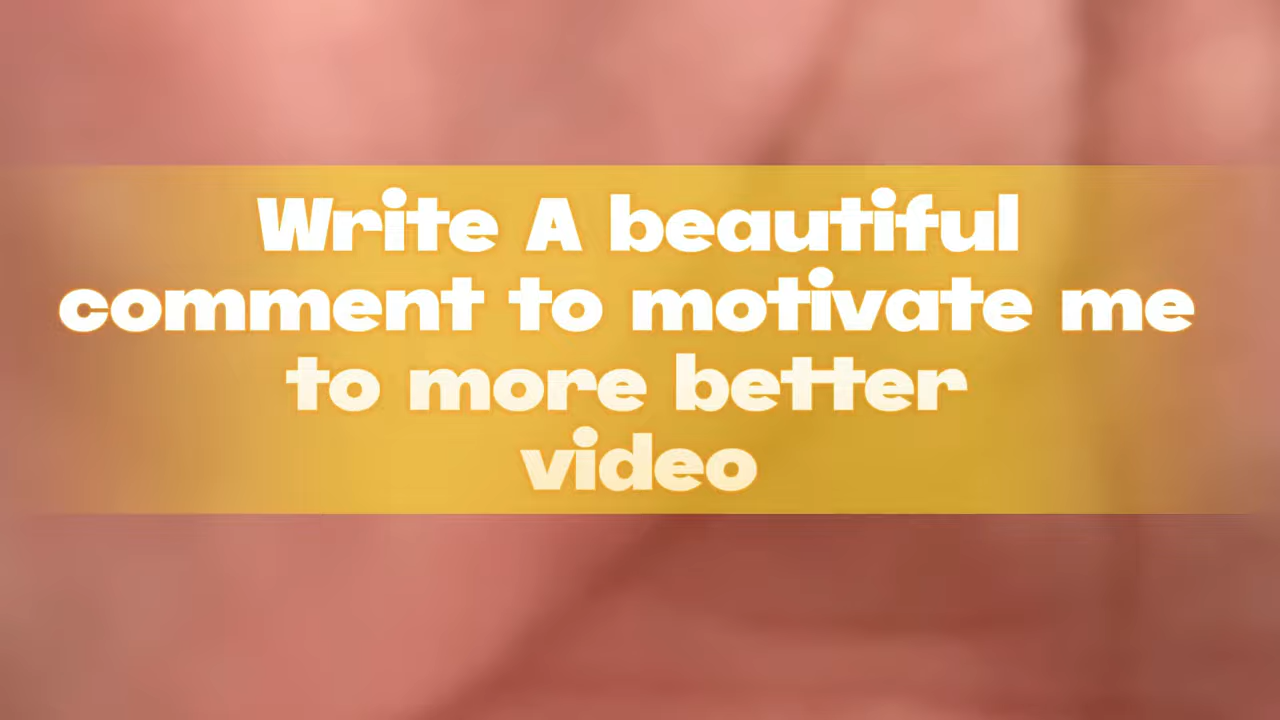 Write A beautiful
comment to motivate me
to more better
video